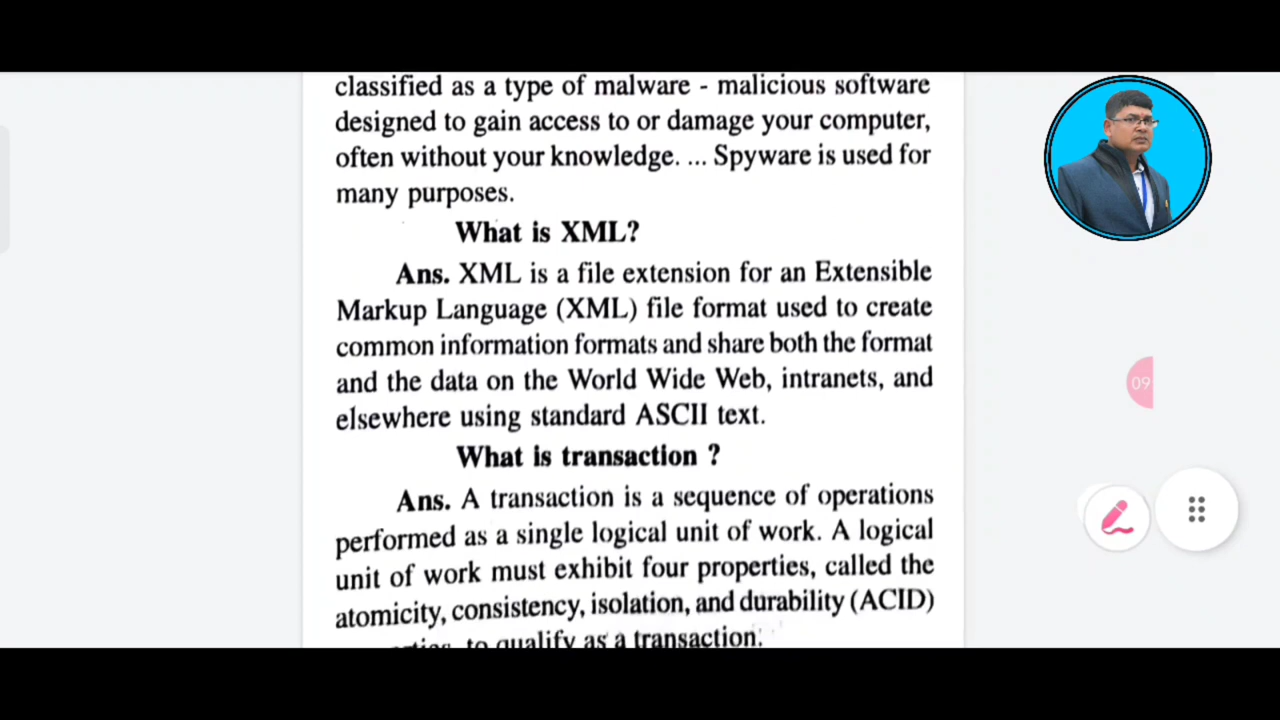 classified as a type of malware - malicious software
designed to gain access to or damage your computer,
often without your knowledge. ... Spyware is used for
many purposes.
What is XML?
Ans. XML is a file extension for an Extensible
Markup Language (XML) file format used to create
common information formats and share both the format
and the data on the World Wide Web, intranets, and
elsewhere using standard ASCII text.
What is transaction ?
Ans. A transaction is a sequence of operations
performed as a single logical unit of work. A logical
unit of work must exhibit four properties, called the
atomicity, consistency, isolation, and durability (ACID)
to qualify as a transaction.
09